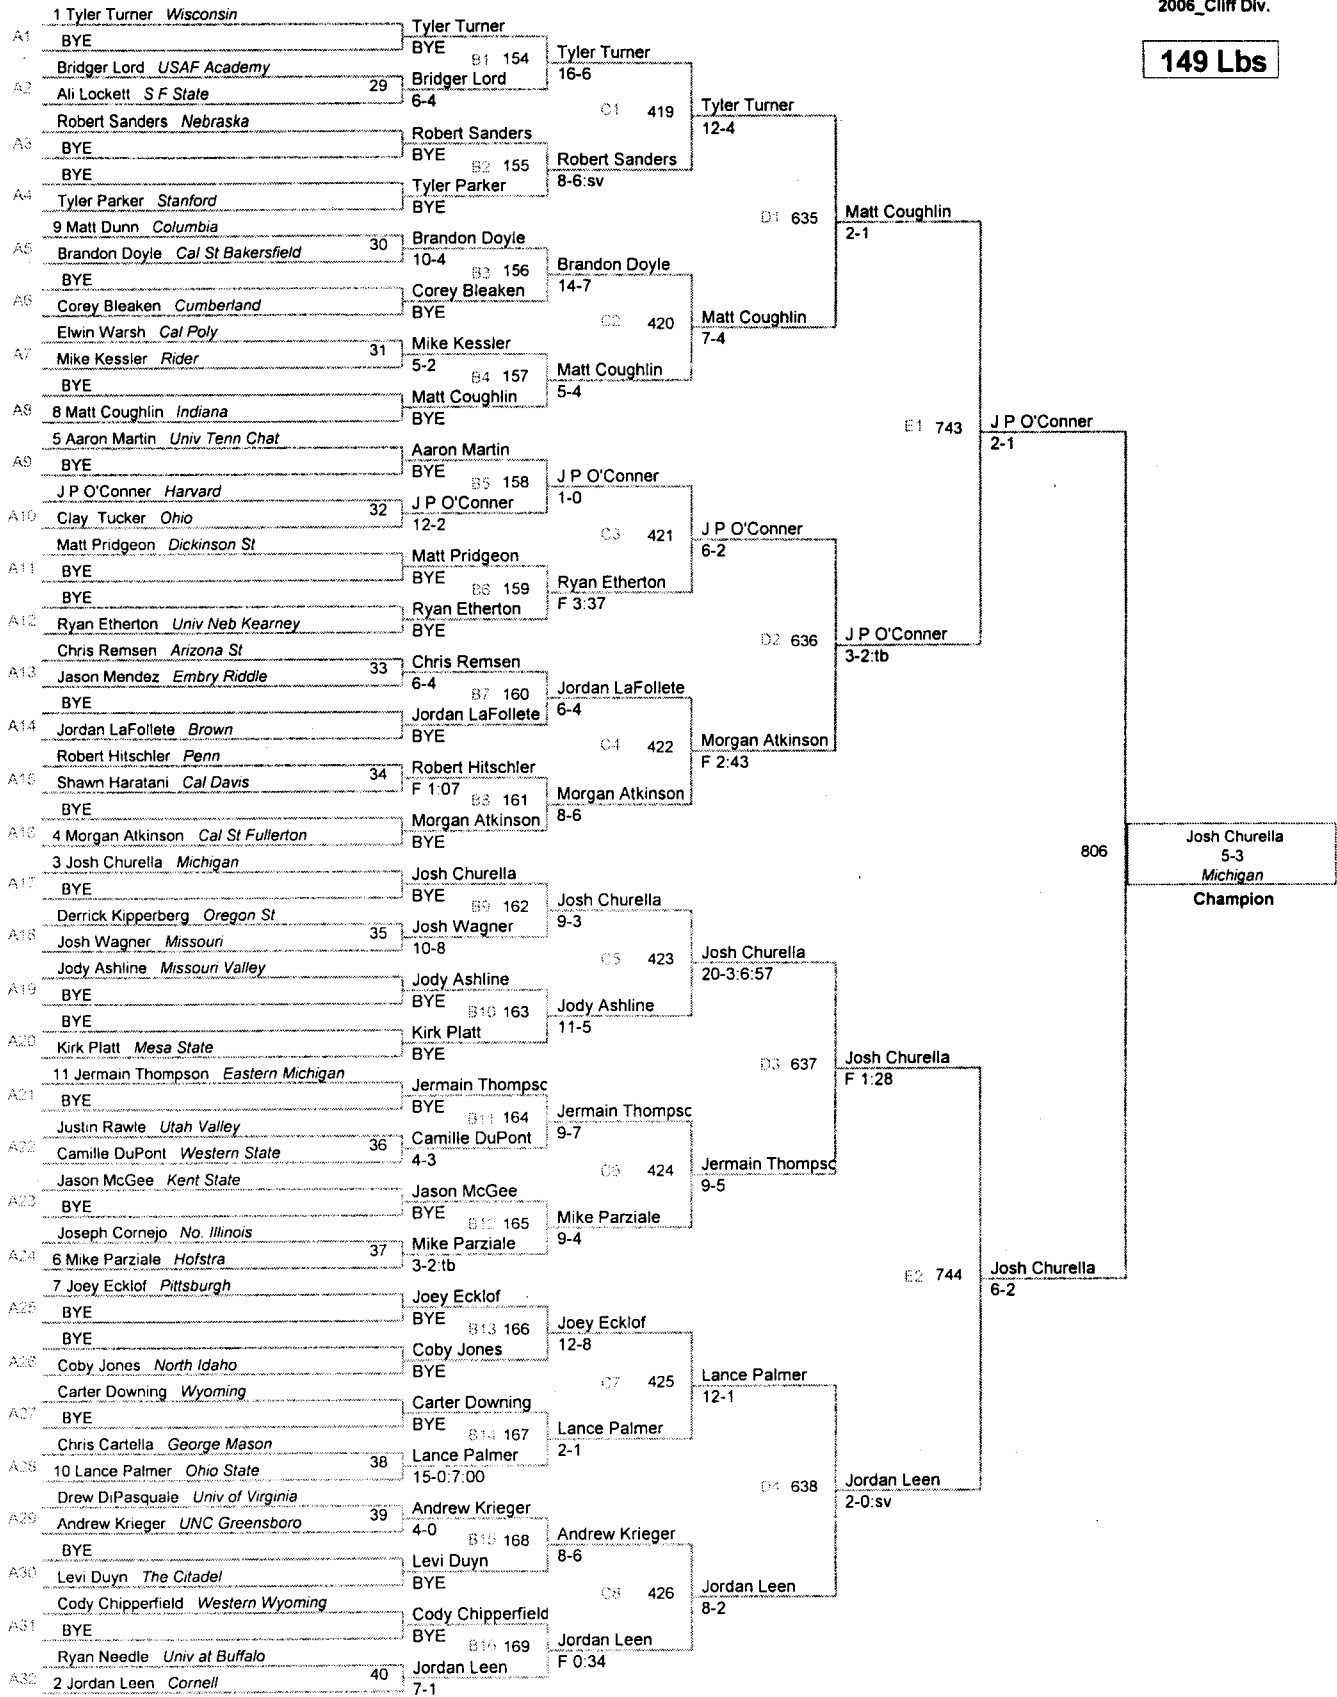 2006_Cliff Div.
149 Lbs
1 Tyler Turner Wisconsin
A1
BYE
Bridger Lord USAF Academy
A2
29
Ali Lockett S F State
Robert Sanders Nebraska
A3
BYE
BYE
A4
Tyler Parker Stanford
9 Matt Dunn Columbia
A5
30
Brandon Doyle Cal St Bakersfield
BYE
A6
Corey Bleaken Cumberland
Elwin Warsh Cal Poly
A7
31
Mike Kessler Rider
BYE
A8
8 Matt Coughlin Indiana
5 Aaron Martin Univ Tenn Chat
A9
BYE
J P O'Conner Harvard
A10
32
Clay Tucker Ohio
Matt Pridgeon Dickinson St
A11
BYE
BYE
A12
Ryan Etherton Univ Neb Kearney
Chris Remsen Arizona St
A13
33
Jason Mendez Embry Riddle
BYE
A14
Jordan LaFollete Brown
Robert Hitschler Penn
A15
34
Shawn Haratani Cal Davis
BYE
A16
4 Morgan Atkinson Cal St Fullerton
3 Josh Churella Michigan
A17
BYE
Derrick Kipperberg Oregon St
A18
35
Josh Wagner Missouri
Jody Ashline Missouri Valley
A19
BYE
BYE
A20
Kirk Platt Mesa State
11 Jermain Thompson Eastern Michigan
A21
BYE
Justin Rawle Utah Valley
A22
36
Camille DuPont Western State
Jason McGee Kent State
A23
BYE
Joseph Cornejo No. Illinois
A24
37
6 Mike Parziale Hofstra
7 Joey Ecklof Pittsburgh
A25
BYE
BYE
A26
Coby Jones North Idaho
Carter Downing Wyoming
A27
BYE
Chris Cartella George Mason
A28
38
10 Lance Palmer Ohio State
Drew DiPasquale Univ of Virginia
A29
39
Andrew Krieger UNC Greensboro
BYE
A30
Levi Duyn The Citadel
Cody Chipperfield Western Wyoming
A31
BYE
Ryan Needle Univ at Buffalo
A32
40
2 Jordan Leen Cornell
Tyler Turner
BYE
B1 154
Bridger Lord
6-4
Robert Sanders
BYE
B2 155
Tyler Parker
BYE
Brandon Doyle
10-4
B3 156
Corey Bleaken
BYE
Mike Kessler
5-2
B4 157
Matt Coughlin
BYE
Aaron Martin
BYE
B5 158
J P O'Conner
12-2
Matt Pridgeon
BYE
B6 159
Ryan Etherton
BYE
Chris Remsen
6-4
B7 160
Jordan LaFollete
BYE
Robert Hitschler
F 1:07
B8 161
Morgan Atkinson
BYE
Josh Churella
BYE
B9 162
Josh Wagner
10-8
Jody Ashline
BYE
B10 163
Kirk Platt
BYE
Jermain Thompsc
BYE
B11 164
Camille DuPont
4-3
Jason McGee
BYE
B12 165
Mike Parziale
3-2:tb
Joey Ecklof
BYE
B13 166
Coby Jones
BYE
Carter Downing
BYE
B14 167
Lance Palmer
15-0:7:00
Andrew Krieger
4-0
B15 168
Levi Duyn
BYE
Cody Chipperfield
BYE
B16 169
Jordan Leen
7-1
Tyler Turner
16-6
C1 419
Robert Sanders
8-6:sv
Brandon Doyle
14-7
C2 420
Matt Coughlin
5-4
J P O'Conner
1-0
C3 421
Ryan Etherton
F 3:37
Jordan LaFollete
6-4
C4 422
Morgan Atkinson
8-6
Josh Churella
9-3
C5 423
Jody Ashline
11-5
Jermain Thompsc
9-7
C6 424
Mike Parziale
9-4
Joey Ecklof
12-8
C7 425
Lance Palmer
2-1
Andrew Krieger
8-6
C8 426
Jordan Leen
F 0:34
Tyler Turner
12-4
D1 635
Matt Coughlin
7-4
J P O'Conner
6-2
D2 636
Morgan Atkinson
F 2:43
Josh Churella
20-3:6:57
D3 637
Jermain Thompsc
9-5
Lance Palmer
12-1
D4 638
Jordan Leen
8-2
Matt Coughlin
2-1
E1 743
J P O'Conner
3-2:tb
Josh Churella
F 1:28
E2 744
Jordan Leen
2-0:sv
J P O'Conner
2-1
806
Josh Churella
6-2
Josh Churella
5-3
Michigan
Champion